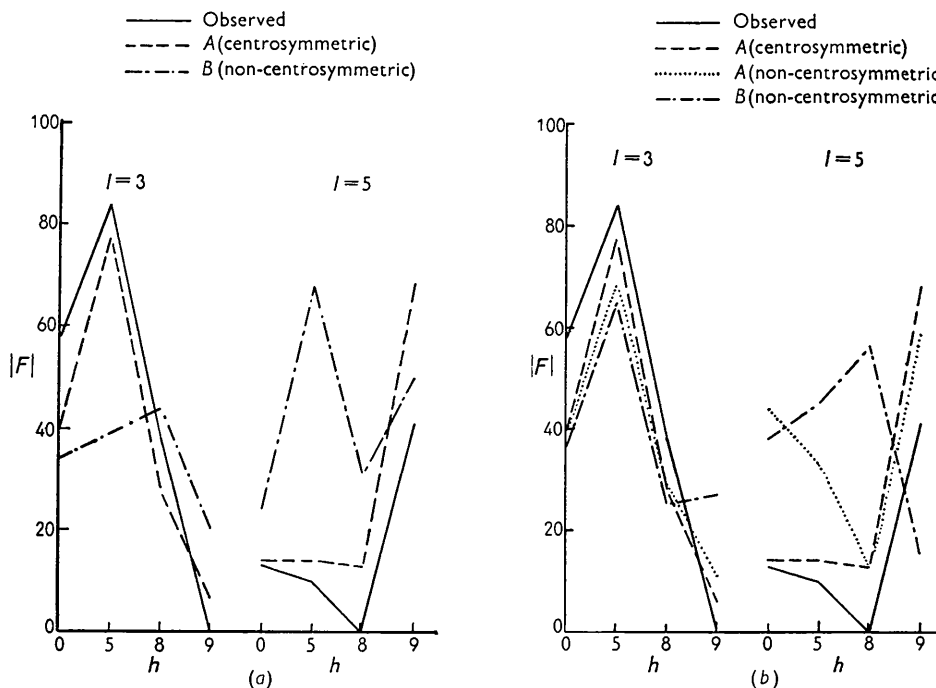 Observed
A (centrosymmetric)
B (non-centrosymmetric)
100
80
60
|F|
40
20
0
l = 3
l = 5
0 5 8 9 0 5 8 9
h h
(a)
Observed
A (centrosymmetric)
A (non-centrosymmetric
B (non-centrosymmetric
100
80
60
|F|
40
20
0
l = 3
l = 5
0 5 8 9 0 5 8 9
h h
(b)